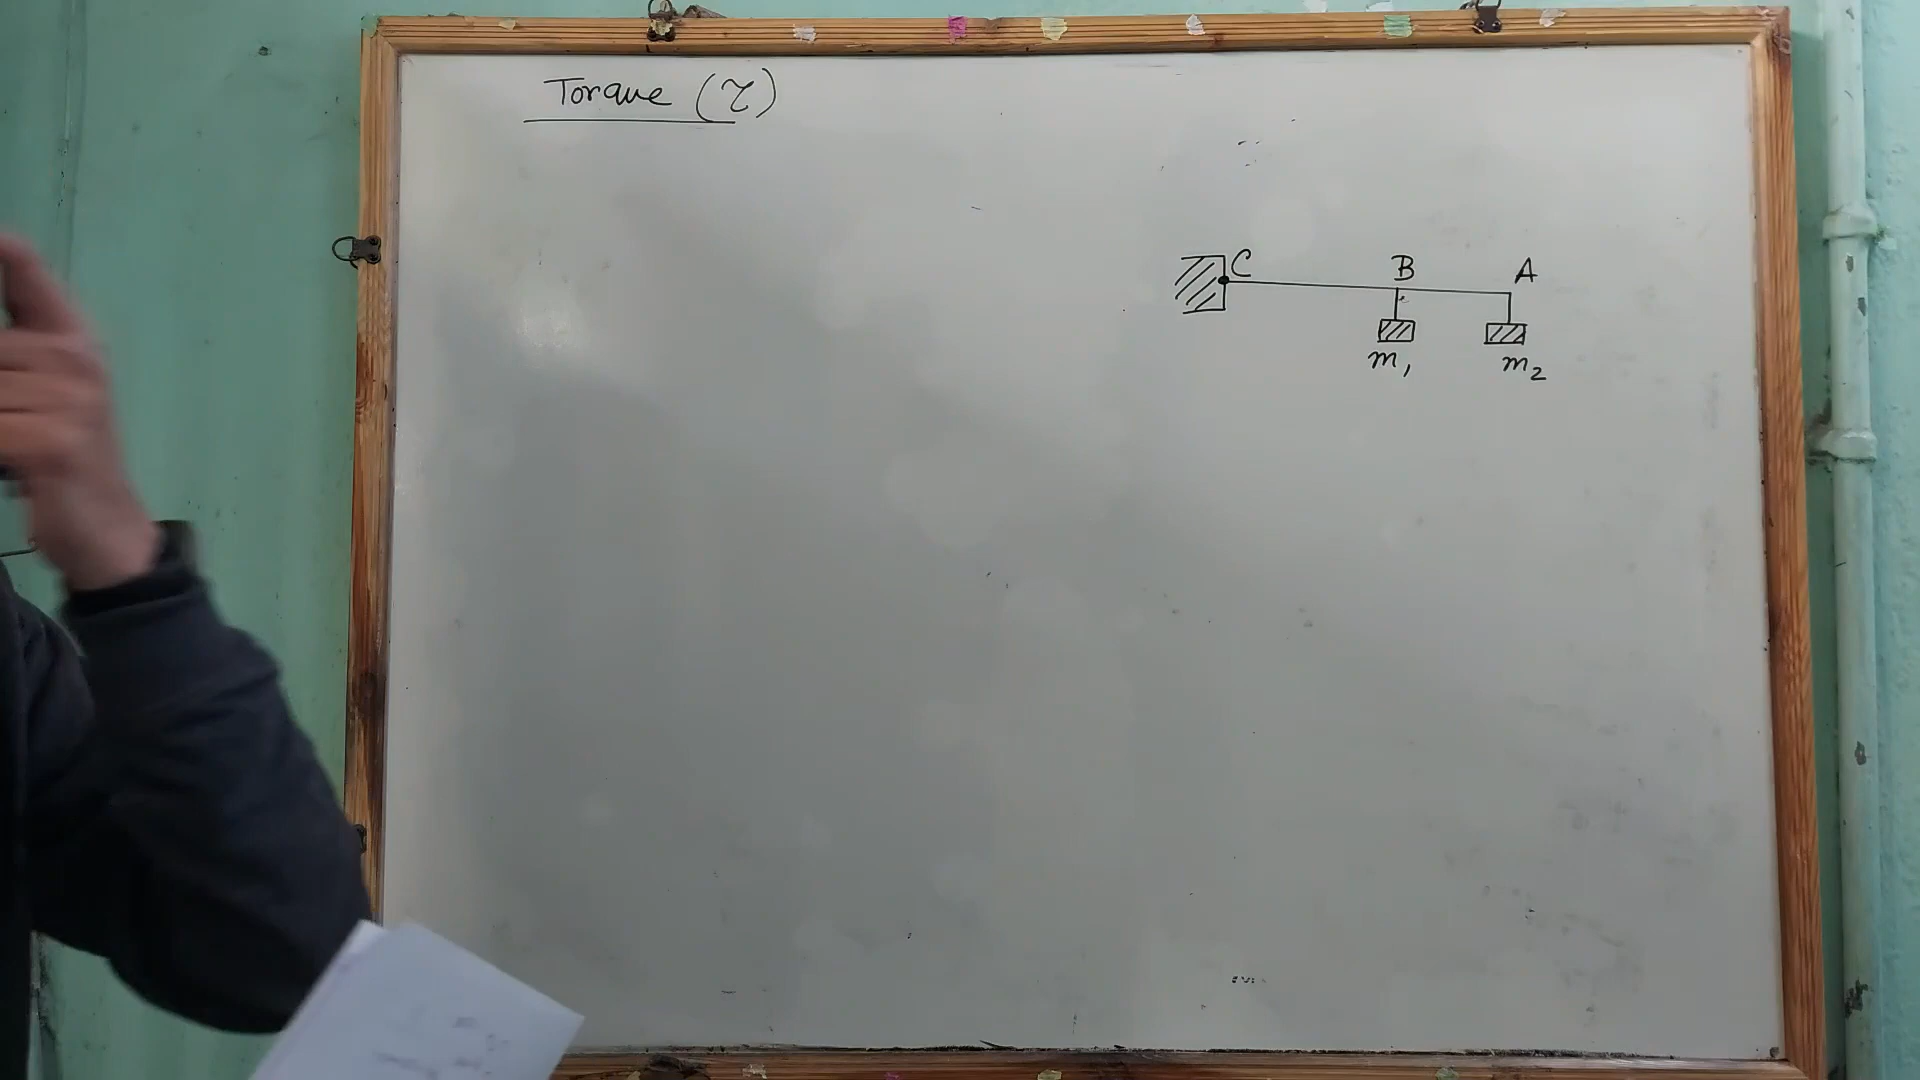 Torque (τ)
C B A
m₁ m₂